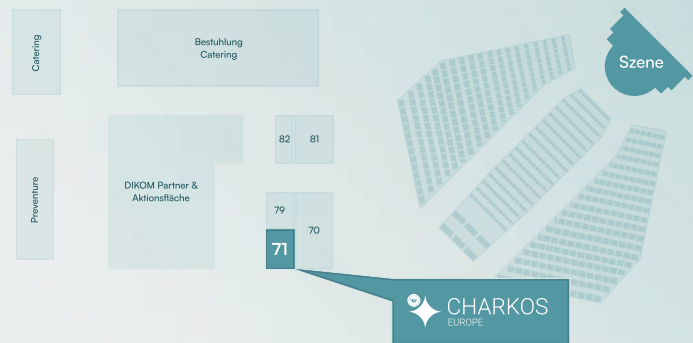 Catering
Bestuhlung
Catering
Szene
82
81
Preventure
DIKOM Partner &
Aktionsfläche
79
70
71
CHARKOS
EUROPE